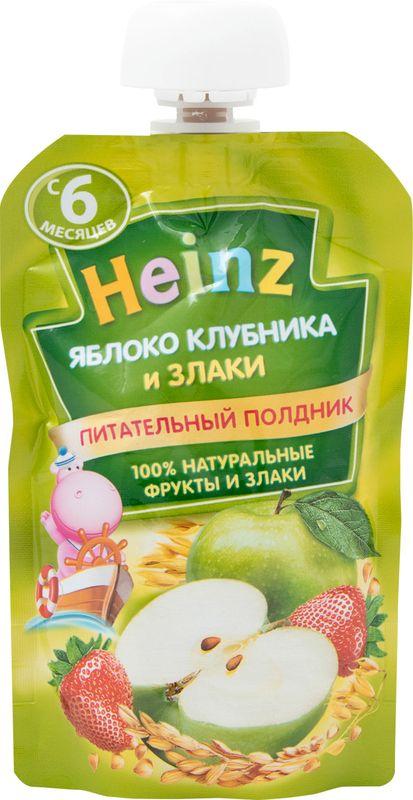 с 6
месяцев
Heinz
ЯБЛОКО КЛУБНИКА
И ЗЛАКИ
ПИТАТЕЛЬНЫЙ ПОЛДНИК
100% НАТУРАЛЬНЫЕ
ФРУКТЫ И ЗЛАКИ